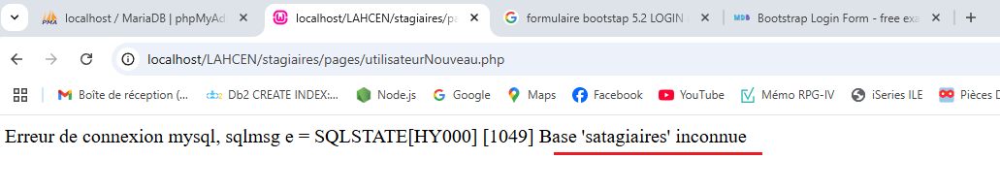 localhost / MariaDB | phpMyAd
localhost/LAHCEN/stagiaires/pa
formulaire bootstap 5.2 LOGIN
Bootstrap Login Form - free exa
localhost/LAHCEN/stagiaires/pages/utilisateurNouveau.php
Boîte de réception (... Db2 CREATE INDEX:... Node.js Google Maps Facebook YouTube Mémo RPG-IV iSeries ILE Pièces D
Erreur de connexion mysql, sqlmsg e = SQLSTATE[HY000] [1049] Base 'satagiaires' inconnue